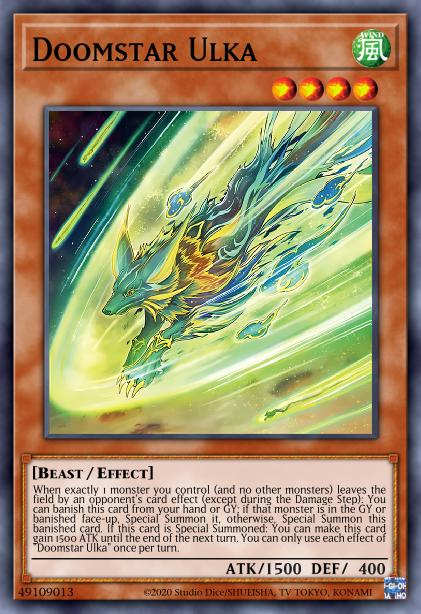 Doomstar Ulka
WIND
風
[Beast / Effect]
When exactly 1 monster you control (and no other monsters) leaves the
field by an opponent's card effect (except during the Damage Step): You
can banish this card from your hand or GY; if that monster is in the GY or
banished face-up, Special Summon it, otherwise, Special Summon this
banished card. If this card is Special Summoned: You can make this card
gain 1500 ATK until the end of the next turn. You can only use each effect of
"Doomstar Ulka" once per turn.
ATK/1500 DEF/ 400
49109013 ©2020 Studio Dice/SHUEISHA, TV TOKYO, KONAMI